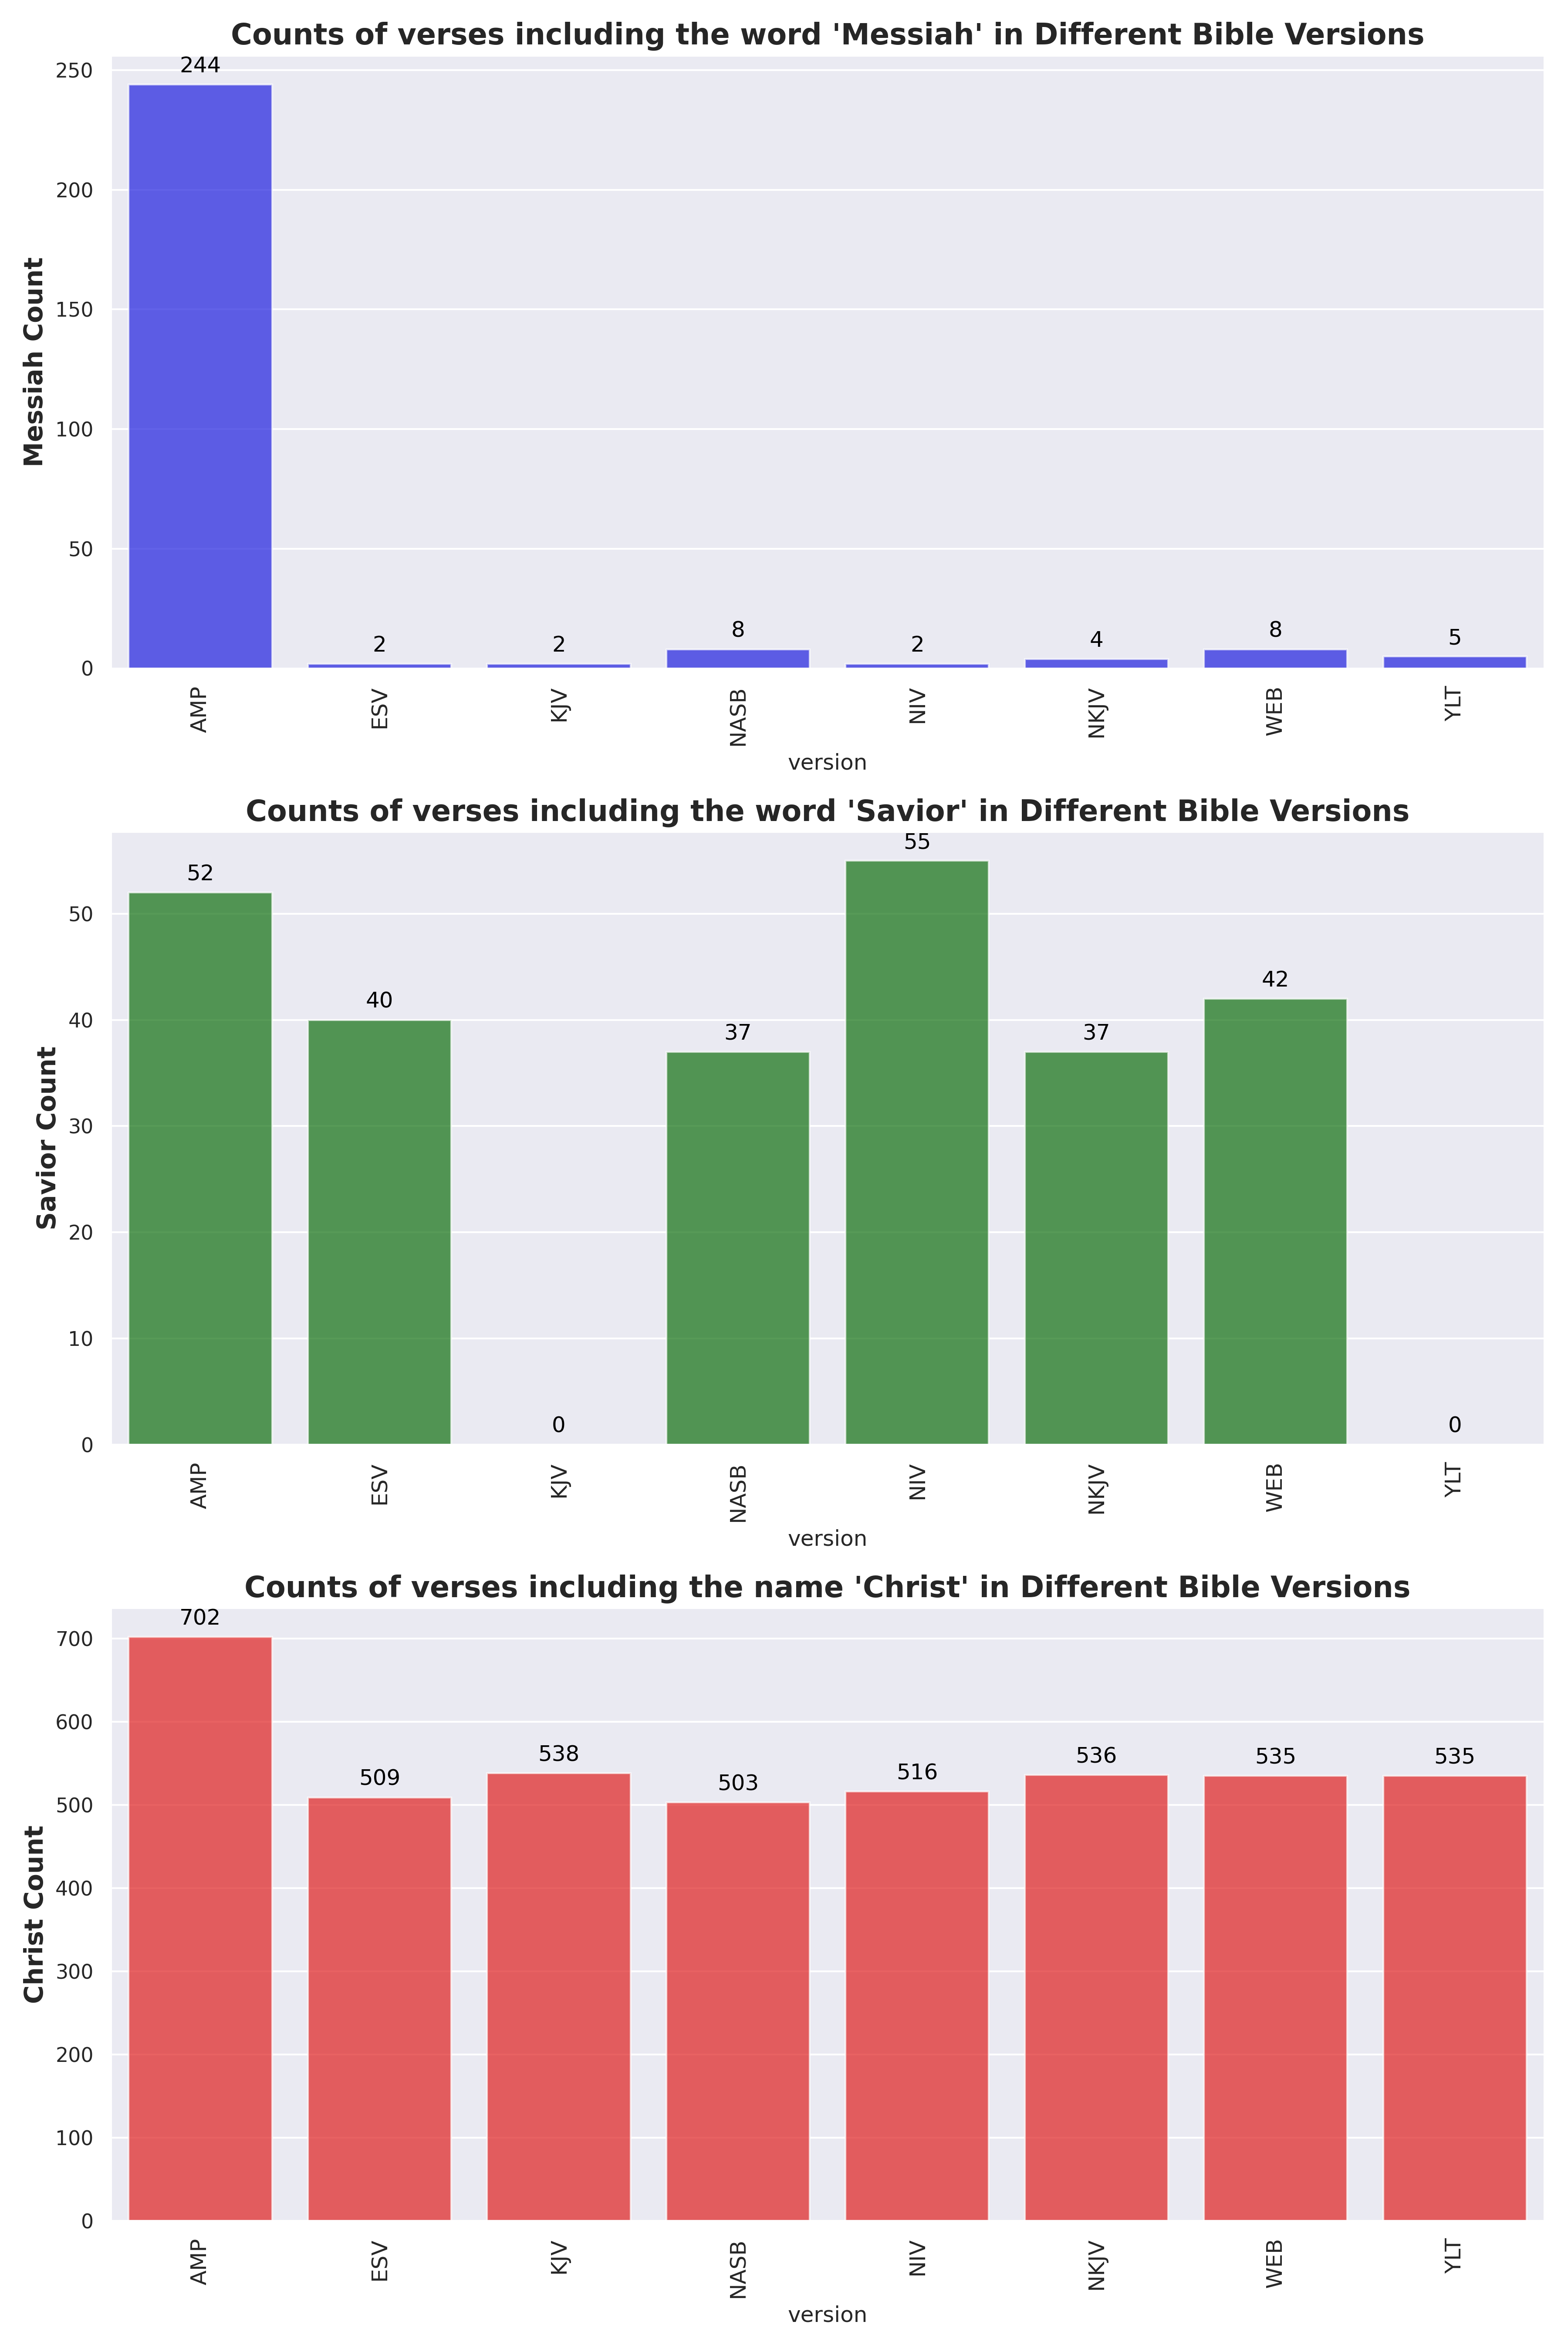 Counts of verses including the word 'Messiah' in Different Bible Versions
Messiah Count
250
200
150
100
50
0
244
2
2
8
2
4
8
5
AMP
ESV
KJV
NASB
NIV
NKJV
WEB
YLT
version
Counts of verses including the word 'Savior' in Different Bible Versions
Savior Count
50
40
30
20
10
0
52
40
0
37
55
37
42
0
AMP
ESV
KJV
NASB
NIV
NKJV
WEB
YLT
version
Counts of verses including the name 'Christ' in Different Bible Versions
Christ Count
700
600
500
400
300
200
100
0
702
509
538
503
516
536
535
535
AMP
ESV
KJV
NASB
NIV
NKJV
WEB
YLT
version